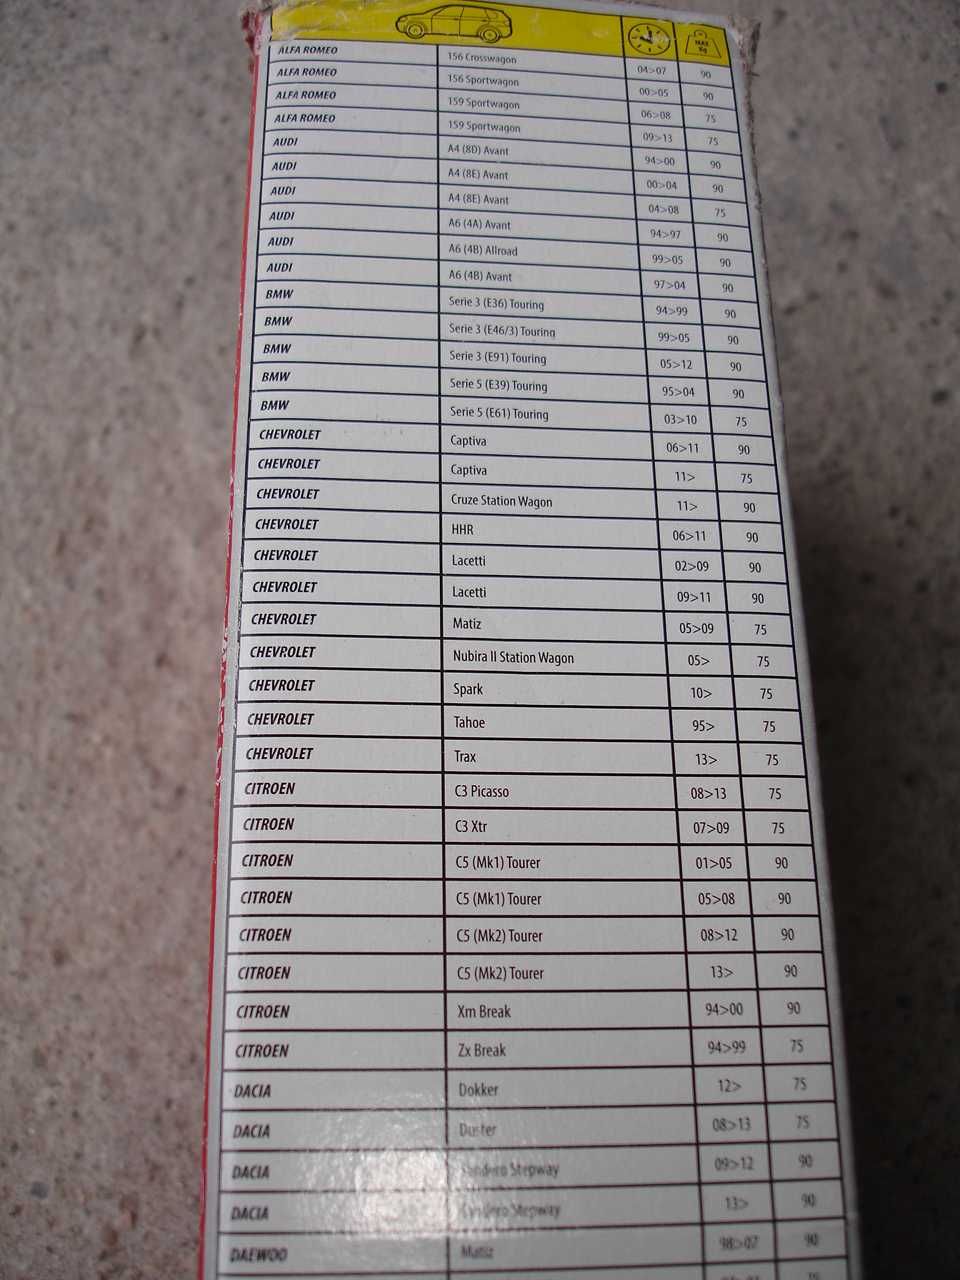 MAX Kg
ALFA ROMEO 156 Crosswagon 04>07 90
ALFA ROMEO 156 Sportwagon 00>05 90
ALFA ROMEO 159 Sportwagon 06>08 75
ALFA ROMEO 159 Sportwagon 09>13 75
AUDI A4 (8D) Avant 94>00 90
AUDI A4 (8E) Avant 00>04 90
AUDI A4 (8E) Avant 04>08 75
AUDI A6 (4A) Avant 94>97 90
AUDI A6 (4B) Allroad 99>05 90
AUDI A6 (4B) Avant 97>04 90
BMW Serie 3 (E36) Touring 94>99 90
BMW Serie 3 (E46/3) Touring 99>05 90
BMW Serie 3 (E91) Touring 05>12 90
BMW Serie 5 (E39) Touring 95>04 90
BMW Serie 5 (E61) Touring 03>10 75
CHEVROLET Captiva 06>11 90
CHEVROLET Captiva 11> 75
CHEVROLET Cruze Station Wagon 11> 90
CHEVROLET HHR 06>11 90
CHEVROLET Lacetti 02>09 90
CHEVROLET Lacetti 09>11 90
CHEVROLET Matiz 05>09 75
CHEVROLET Nubira II Station Wagon 05> 75
CHEVROLET Spark 10> 75
CHEVROLET Tahoe 95> 75
CHEVROLET Trax 13> 75
CITROEN C3 Picasso 08>13 75
CITROEN C3 Xtr 07>09 75
CITROEN C5 (Mk1) Tourer 01>05 90
CITROEN C5 (Mk1) Tourer 05>08 90
CITROEN C5 (Mk2) Tourer 08>12 90
CITROEN C5 (Mk2) Tourer 13> 90
CITROEN Xm Break 94>00 90
CITROEN Zx Break 94>99 75
DACIA Dokker 12> 75
DACIA Duster 08>13 75
DACIA Sandero Stepway 09>12 90
DACIA Sandero Stepway 13> 90
DAEWOO Matiz 98>07 90